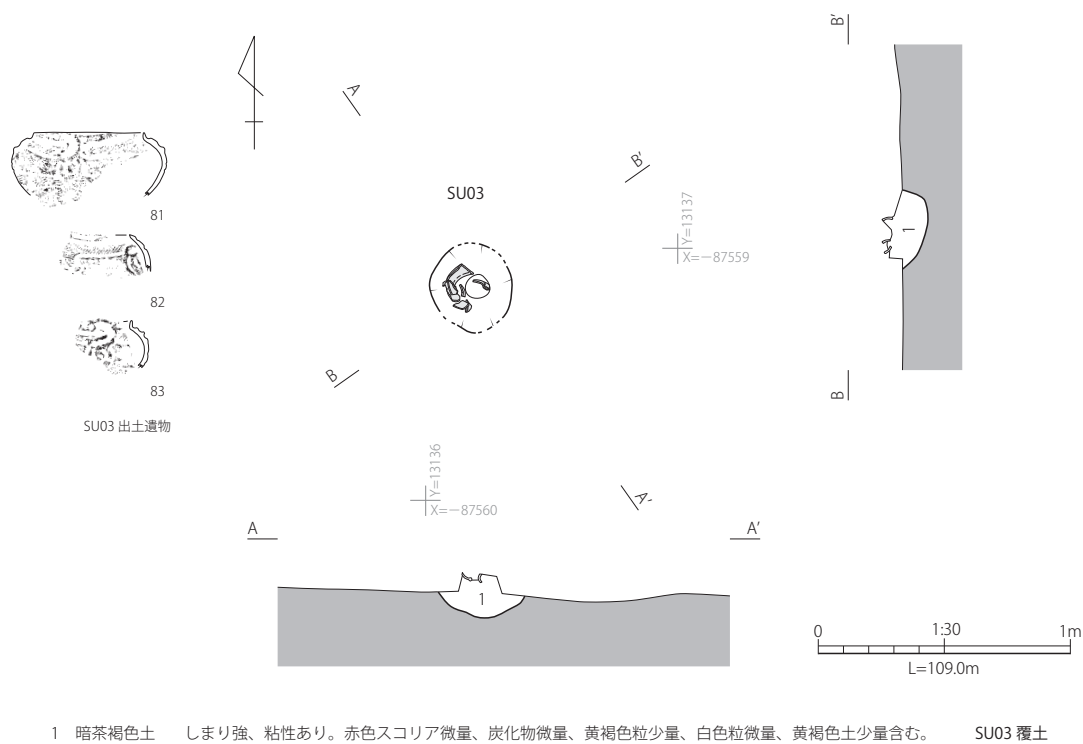 B′
A
B′
SU03
Y=13137
X=－87559
81
1
82
83
B
B
SU03 出土遺物
Y=13136
X=－87560
A′
A
A′
1
0
1:30
1m
L=109.0m
1 暗茶褐色土 しまり強、粘性あり。赤色スコリア微量、炭化物微量、黄褐色粒少量、白色粒微量、黄褐色土少量含む。 SU03 覆土